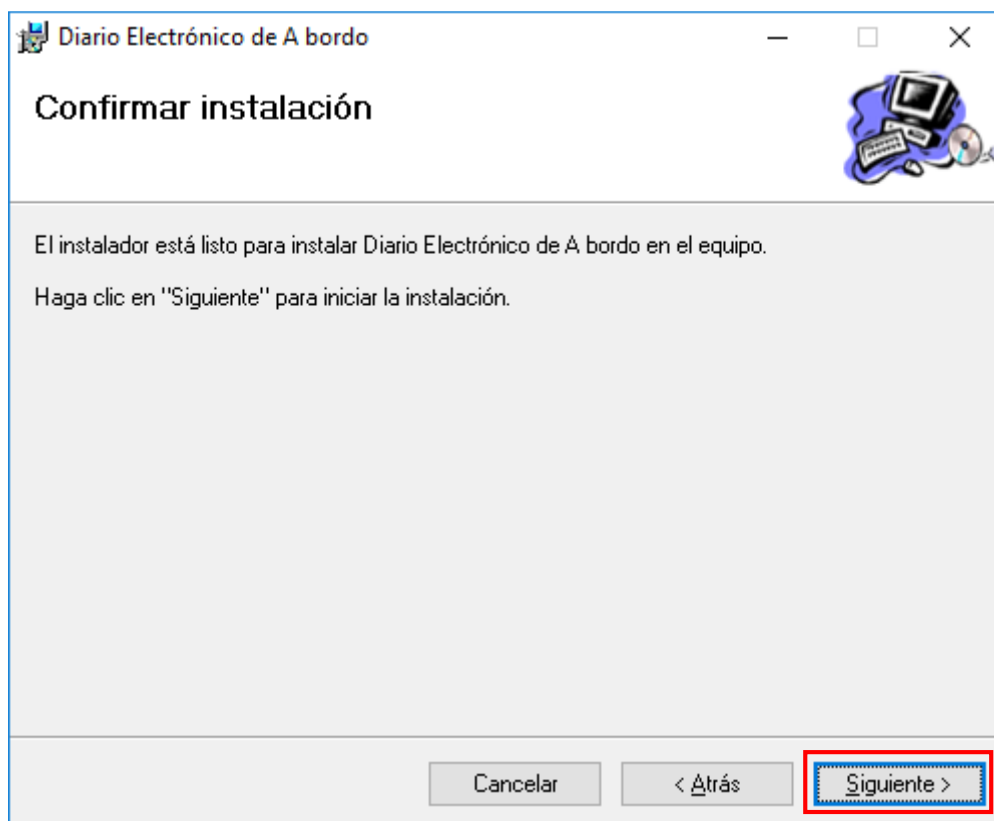 Diario Electrónico de A bordo
Confirmar instalación
El instalador está listo para instalar Diario Electrónico de A bordo en el equipo.
Haga clic en "Siguiente" para iniciar la instalación.
Cancelar
< Atrás
Siguiente >